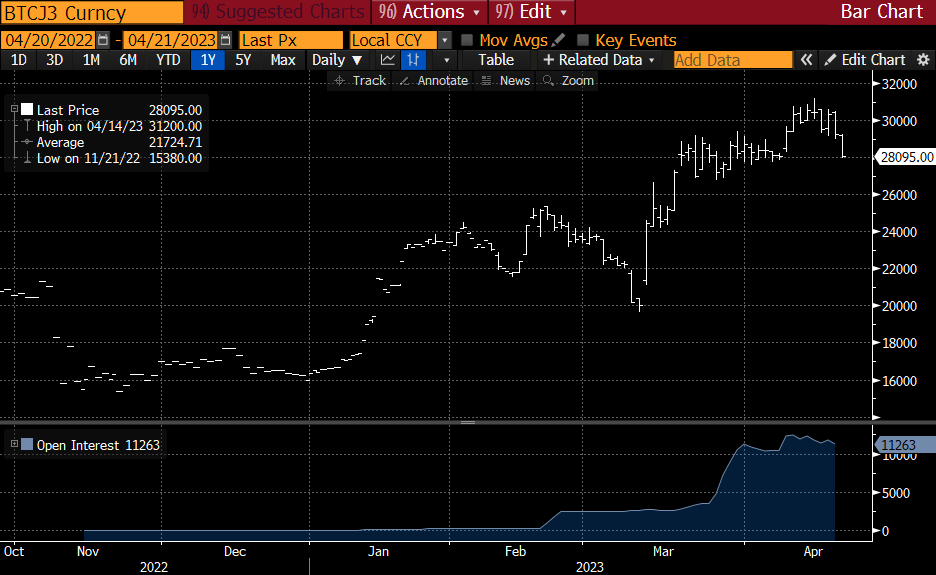 BTCJ3 Curncy 94) Suggested Charts 96) Actions 97) Edit Bar Chart
04/20/2022 - 04/21/2023 Last Px Local CCY Mov Avgs Key Events
1D 3D 1M 6M YTD 1Y 5Y Max Daily ▼ Table + Related Data Add Data « Edit Chart
Track Annotate News Zoom
Last Price 28095.00
High on 04/14/23 31200.00
Average 21724.71
Low on 11/21/22 15380.00
32000
30000
28095.00
26000
24000
22000
20000
18000
16000
Open Interest 11263
11263
10000
5000
0
Oct Nov Dec Jan Feb Mar Apr
2022 2023